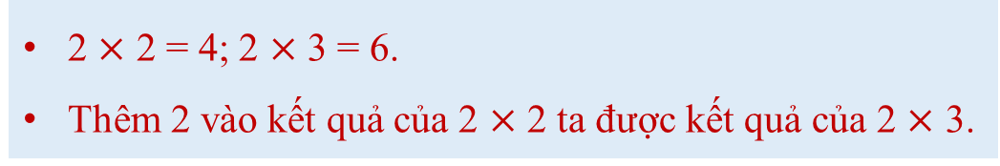 • 2 × 2 = 4; 2 × 3 = 6.
• Thêm 2 vào kết quả của 2 × 2 ta được kết quả của 2 × 3.